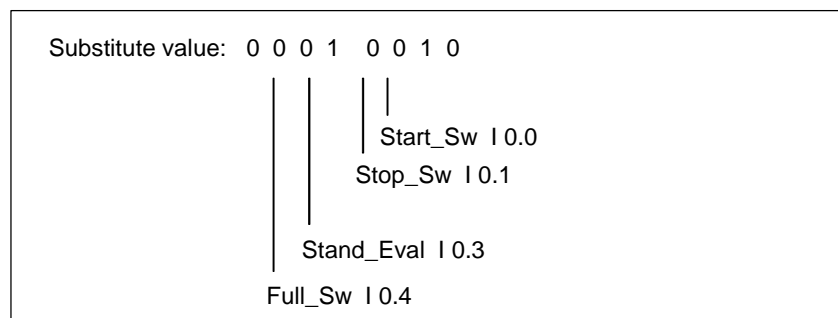 Substitute value: 0 0 0 1 0 0 1 0
Start_Sw I 0.0
Stop_Sw I 0.1
Stand_Eval I 0.3
Full_Sw I 0.4